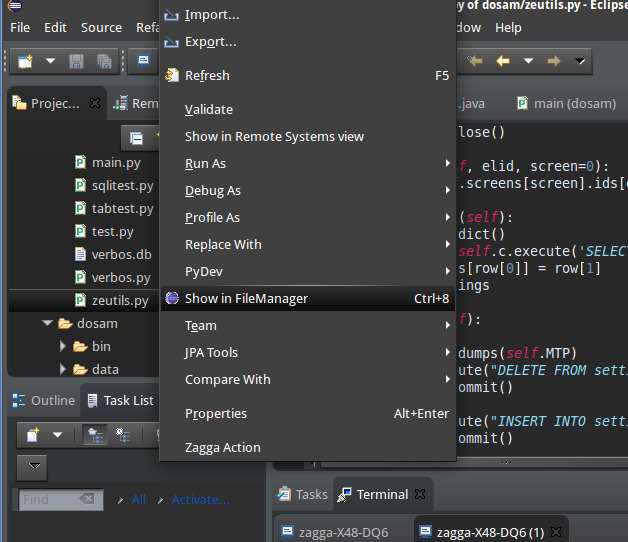 py of dosam/zeutils.py - Eclipse
File Edit Source Refa
dow Help
Import...
Export...
Refresh F5
Validate
Show in Remote Systems view
Run As
Debug As
Profile As
Replace With
PyDev
Show in FileManager Ctrl+8
Team
JPA Tools
Compare With
Properties Alt+Enter
Zagga Action
Projec... Rem
main.py
sqlitest.py
tabtest.py
test.py
verbos.db
verbos.py
zeutils.py
dosam
bin
data
.java main (dosam)
lose()
f, elid, screen=0):
.screens[screen].ids[
(self):
dict()
self.c.execute('SELECT
s[row[0]] = row[1]
ings
f):
dumps(self.MTP)
ute("DELETE FROM sett
ommit()
ute("INSERT INTO sett
ommit()
Outline Task List
Find All Activate...
Tasks Terminal
zagga-X48-DQ6 zagga-X48-DQ6 (1)